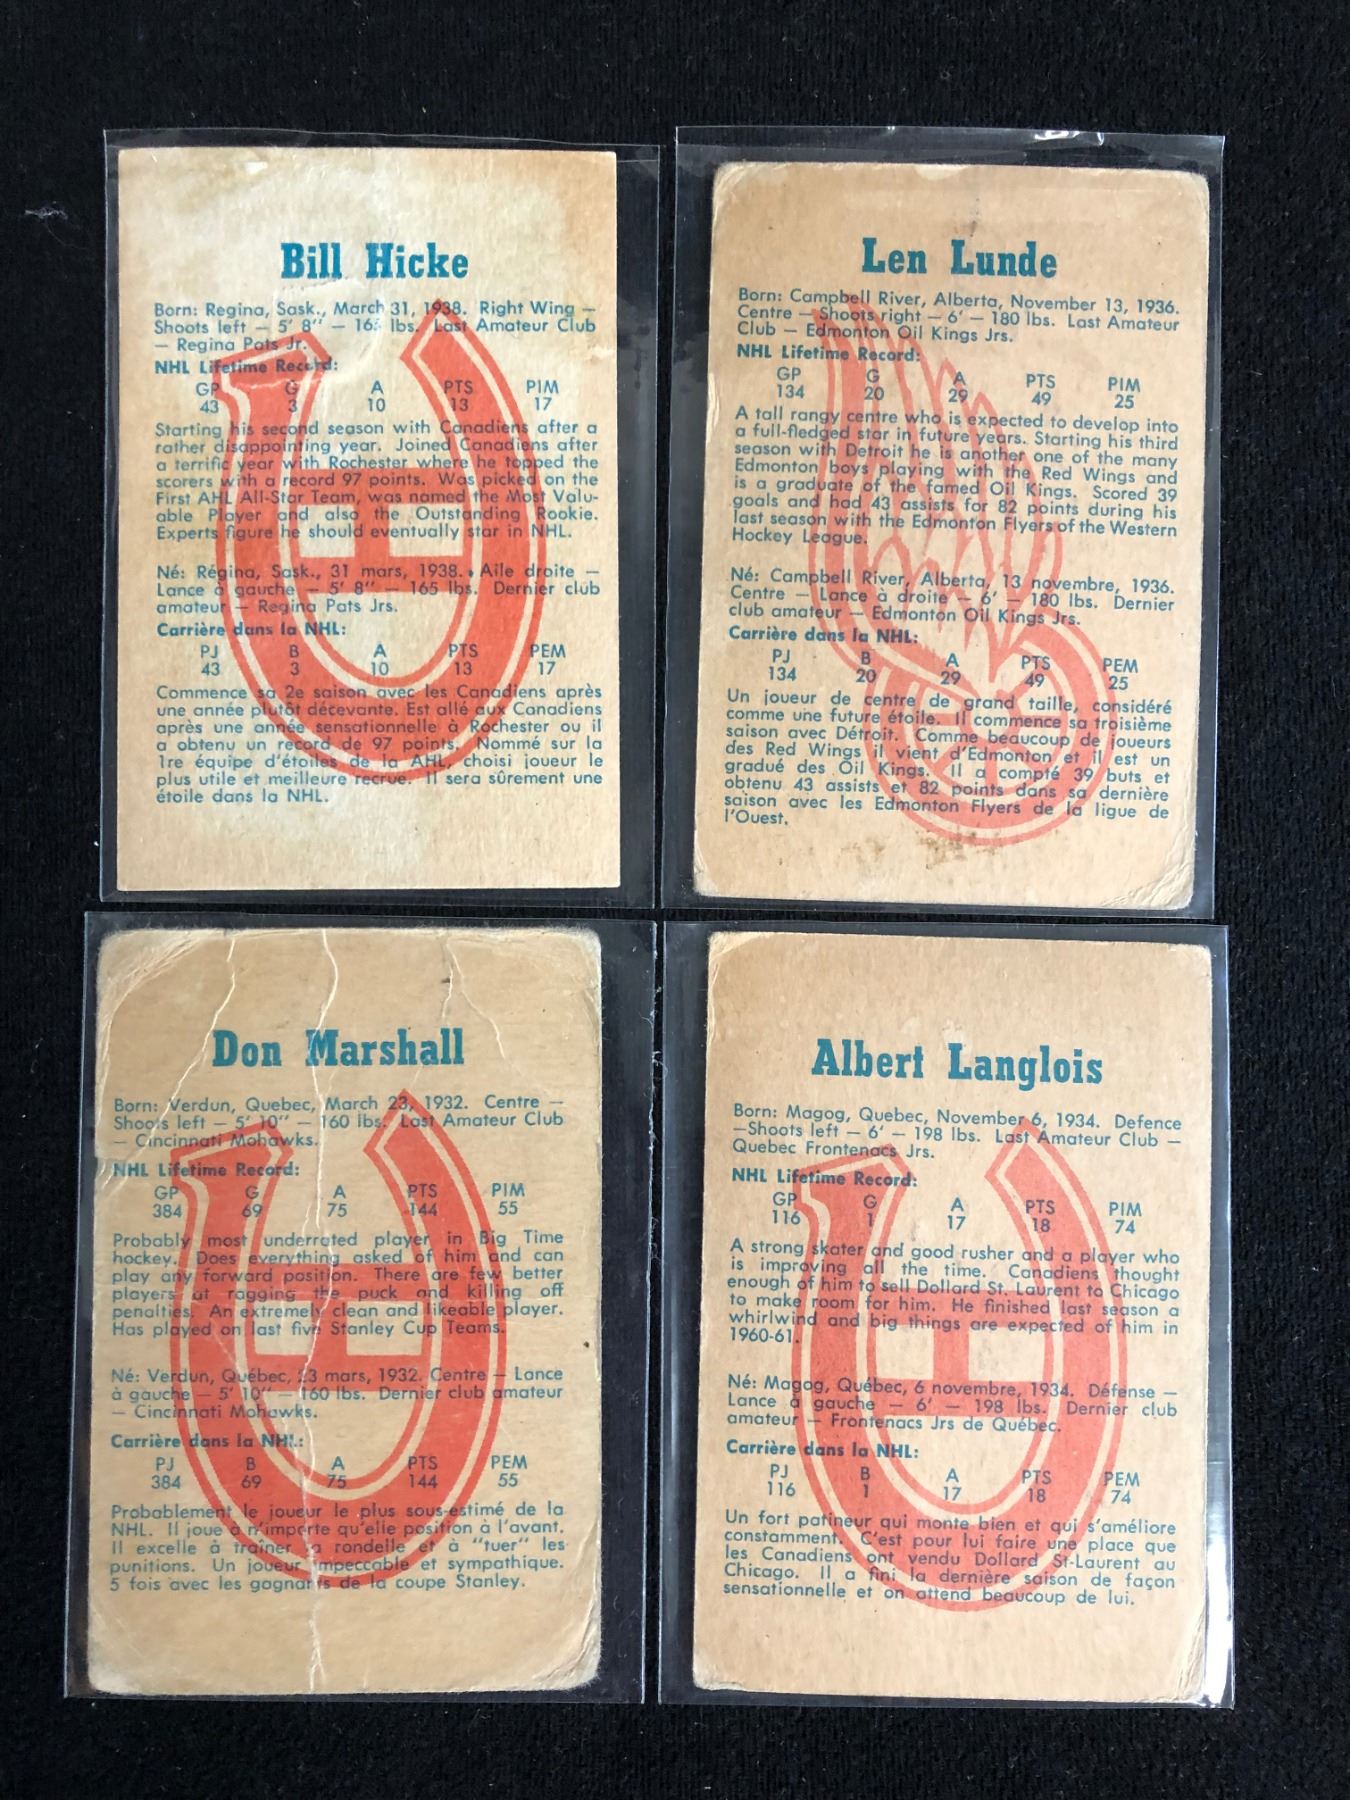 Bill Hicke
Born: Regina, Sask., March 31, 1938. Right Wing —
Shoots left — 5' 8" — 165 lbs. Last Amateur Club
— Regina Pats Jr.
NHL Lifetime Record:
GP G A PTS PIM
43 3 10 13 17
Starting his second season with Canadiens after a
rather disappointing year. Joined Canadiens after
a terrific year with Rochester where he topped the
scorers with a record 97 points. Was picked on the
First AHL All-Star Team, was named the Most Valu-
able Player and also the Outstanding Rookie.
Experts figure he should eventually star in NHL.
Né: Régina, Sask., 31 mars, 1938. Aile droite —
Lance à gauche — 5' 8" — 165 lbs. Dernier club
amateur — Regina Pats Jrs.
Carrière dans la NHL:
PJ B A PTS PEM
43 3 10 13 17
Commence sa 2e saison avec les Canadiens après
une année plutôt décevante. Est allé aux Canadiens
après une année sensationnelle à Rochester ou il
a obtenu un record de 97 points. Nommé sur la
1re équipe d'étoiles de la AHL, choisi joueur le
plus utile et meilleure recrue. Il sera sûrement une
étoile dans la NHL.
Len Lunde
Born: Campbell River, Alberta, November 13, 1936.
Centre — Shoots right — 6' — 180 lbs. Last Amateur
Club — Edmonton Oil Kings Jrs.
NHL Lifetime Record:
GP G A PTS PIM
134 20 29 49 25
A tall rangy centre who is expected to develop into
a full-fledged star in future years. Starting his third
season with Detroit he is another one of the many
Edmonton boys playing with the Red Wings and
is a graduate of the famed Oil Kings. Scored 39
goals and had 43 assists for 82 points during his
last season with the Edmonton Flyers of the Western
Hockey League.
Né: Campbell River, Alberta, 13 novembre, 1936.
Centre — Lance à droite — 6' — 180 lbs. Dernier
club amateur — Edmonton Oil Kings Jrs.
Carrière dans la NHL:
PJ B A PTS PEM
134 20 29 49 25
Un joueur de centre de grand taille, considéré
comme une future étoile. Il commence sa troisième
saison avec Détroit. Comme beaucoup de joueurs
des Red Wings il vient d'Edmonton et il est un
gradué des Oil Kings. Il a compté 39 buts et
obtenu 43 assists et 82 points dans sa dernière
saison avec les Edmonton Flyers de la ligue de
l'Ouest.
Don Marshall
Born: Verdun, Quebec, March 23, 1932. Centre —
Shoots left — 5' 10" — 160 lbs. Last Amateur Club
— Cincinnati Mohawks.
NHL Lifetime Record:
GP G A PTS PIM
384 69 75 144 55
Probably most underrated player in Big Time
hockey. Does everything asked of him and can
play any forward position. There are few better
players at ragging the puck and killing off
penalties. An extremely clean and likeable player.
Has played on last five Stanley Cup Teams.
Né: Verdun, Québec, 23 mars, 1932. Centre — Lance
à gauche — 5' 10" — 160 lbs. Dernier club amateur
— Cincinnati Mohawks.
Carrière dans la NHL:
PJ B A PTS PEM
384 69 75 144 55
Probablement le joueur le plus sous-estimé de la
NHL. Il joue à n'importe qu'elle position à l'avant.
Il excelle à traîner la rondelle et à "tuer" les
punitions. Un joueur impeccable et sympathique.
5 fois avec les gagnants de la coupe Stanley.
Albert Langlois
Born: Magog, Quebec, November 6, 1934. Defence
—Shoots left — 6' — 198 lbs. Last Amateur Club —
Quebec Frontenacs Jrs.
NHL Lifetime Record:
GP G A PTS PIM
116 1 17 18 74
A strong skater and good rusher and a player who
is improving all the time. Canadiens thought
enough of him to sell Dollard St. Laurent to Chicago
to make room for him. He finished last season a
whirlwind and big things are expected of him in
1960-61.
Né: Magog, Québec, 6 novembre, 1934. Défense —
Lance à gauche — 6' — 198 lbs. Dernier club
amateur — Frontenacs Jrs de Québec.
Carrière dans la NHL:
PJ B A PTS PEM
116 1 17 18 74
Un fort patineur qui monte bien et qui s'améliore
constamment. C'est pour lui faire une place que
les Canadiens ont vendu Dollard St-Laurent au
Chicago. Il a fini la dernière saison de façon
sensationnelle et on attend beaucoup de lui.